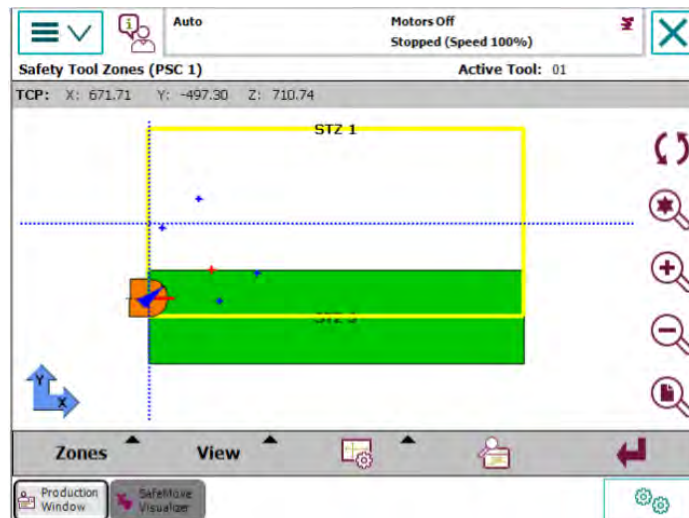 Auto
Motors Off
Stopped (Speed 100%)
Safety Tool Zones (PSC 1)
Active Tool: 01
TCP: X: 671.71 Y: -497.30 Z: 710.74
STZ 1
Y
X
Zones
View
Production
Window
SafeMove
Visualizer